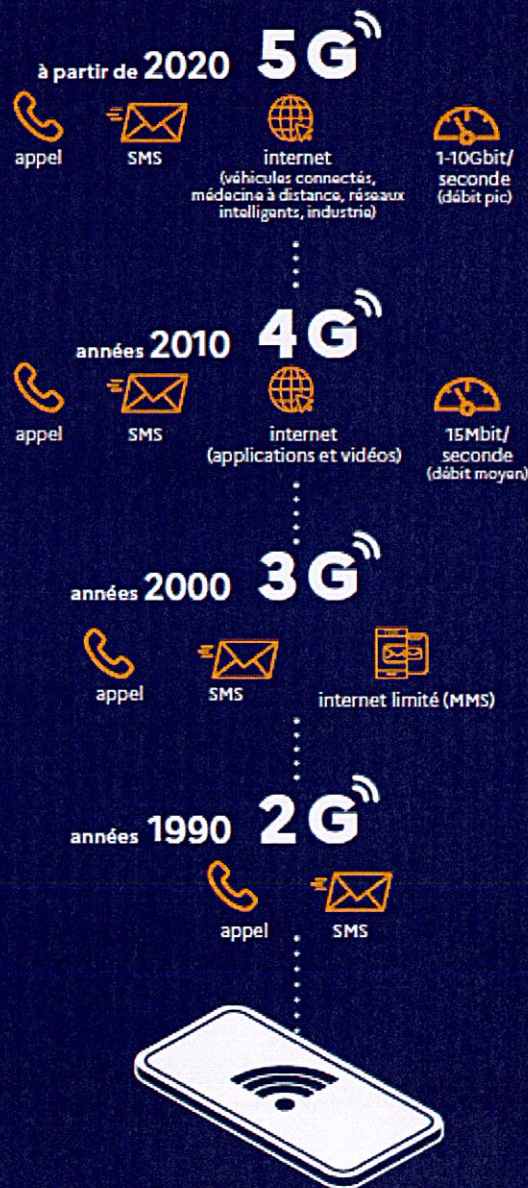 à partir de 2020 5G
appel
SMS
internet
(véhicules connectés,
médecine à distance, réseaux
intelligents, industrie)
1-10Gbit/
seconde
(débit pic)
années 2010 4G
appel
SMS
internet
(applications et vidéos)
15Mbit/
seconde
(débit moyen)
années 2000 3G
appel
SMS
internet limité (MMS)
années 1990 2G
appel
SMS